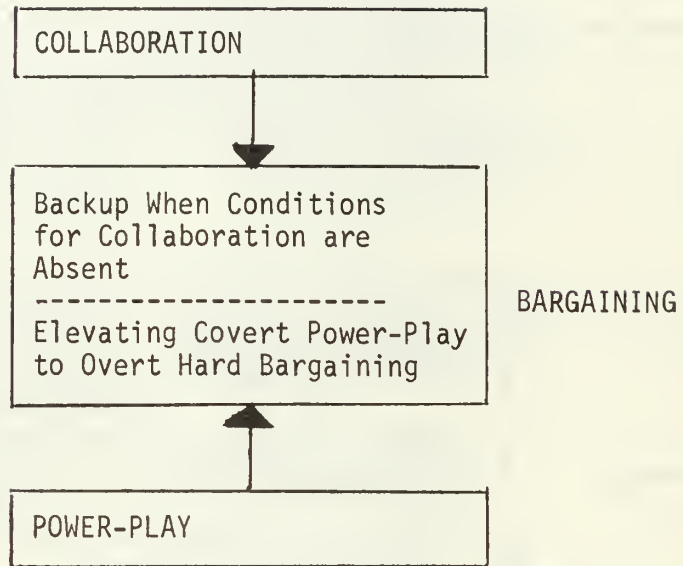 COLLABORATION
Backup When Conditions
for Collaboration are
Absent
Elevating Covert Power-Play
to Overt Hard Bargaining
BARGAINING
POWER-PLAY